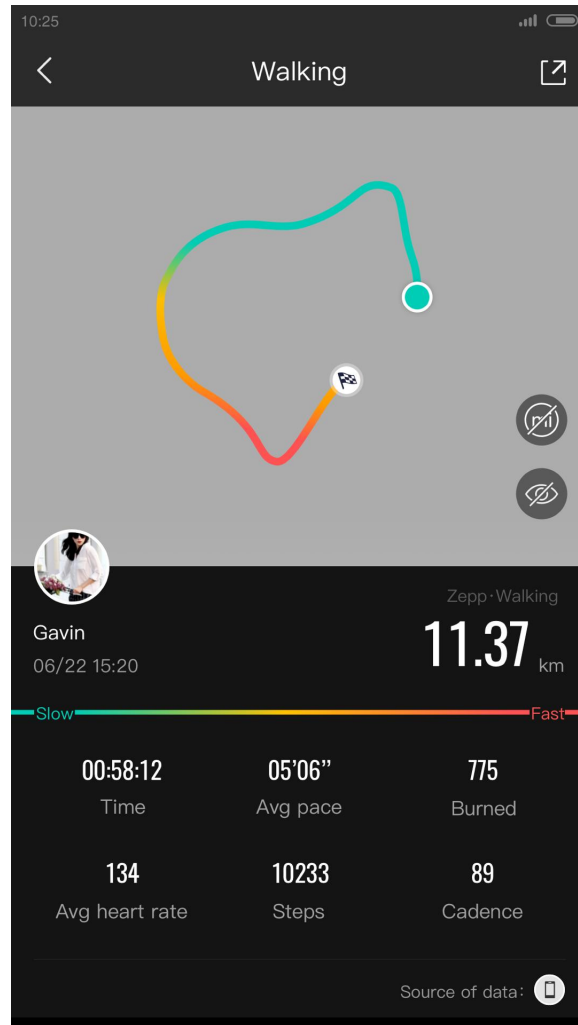 10:25
Walking
Zepp·Walking
Gavin
11.37 km
06/22 15:20
Slow Fast
00:58:12 05’06” 775
Time Avg pace Burned
134 10233 89
Avg heart rate Steps Cadence
Source of data: